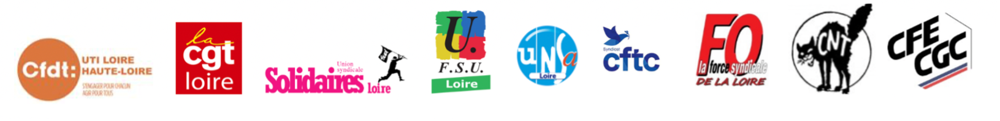 Cfdt:
UTI LOIRE
HAUTE-LOIRE
S'ENGAGER POUR CHACUN
AGIR POUR TOUS
la
cgt
loire
Union
syndicale
Solidaires
loire
U.
F.S.U.
Loire
UNSa
Loire
Syndicat
cftc
FO
la force syndicale
DE LA LOIRE
CNT
CFE
CGC